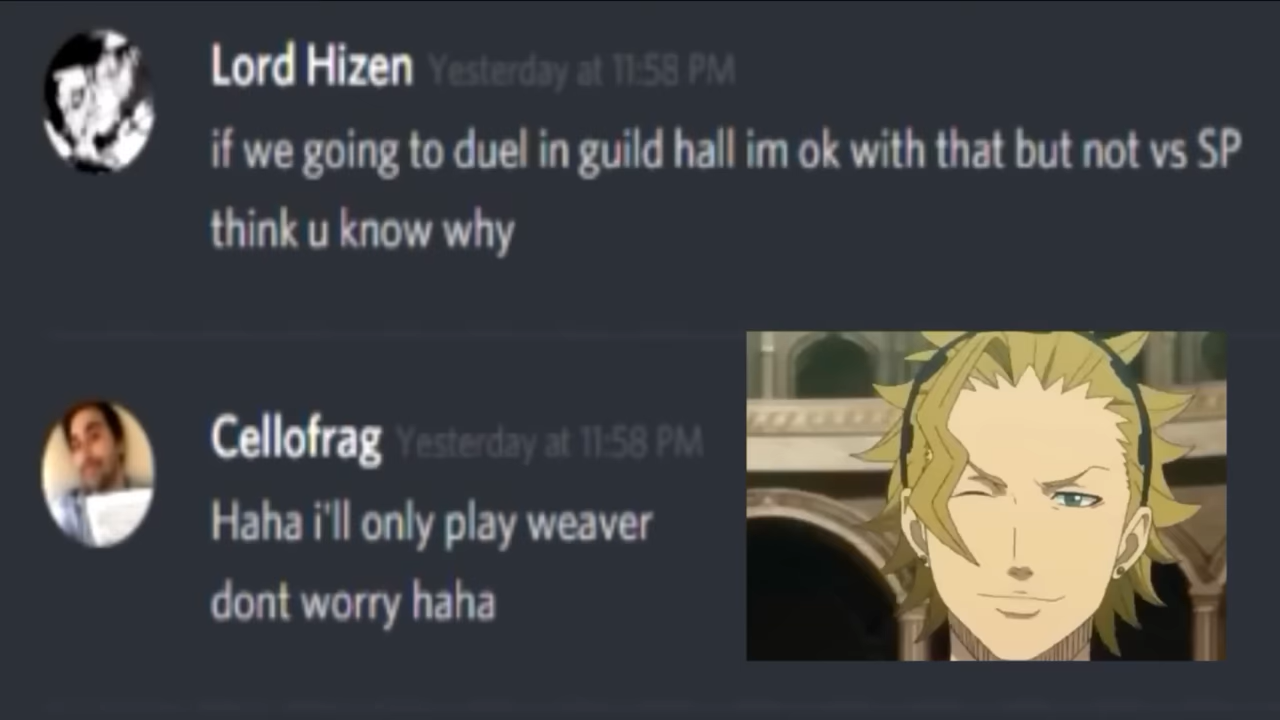 Lord Hizen Yesterday at 11:58 PM
if we going to duel in guild hall im ok with that but not vs SP
think u know why
Cellofrag Yesterday at 11:58 PM
Haha i'll only play weaver
dont worry haha